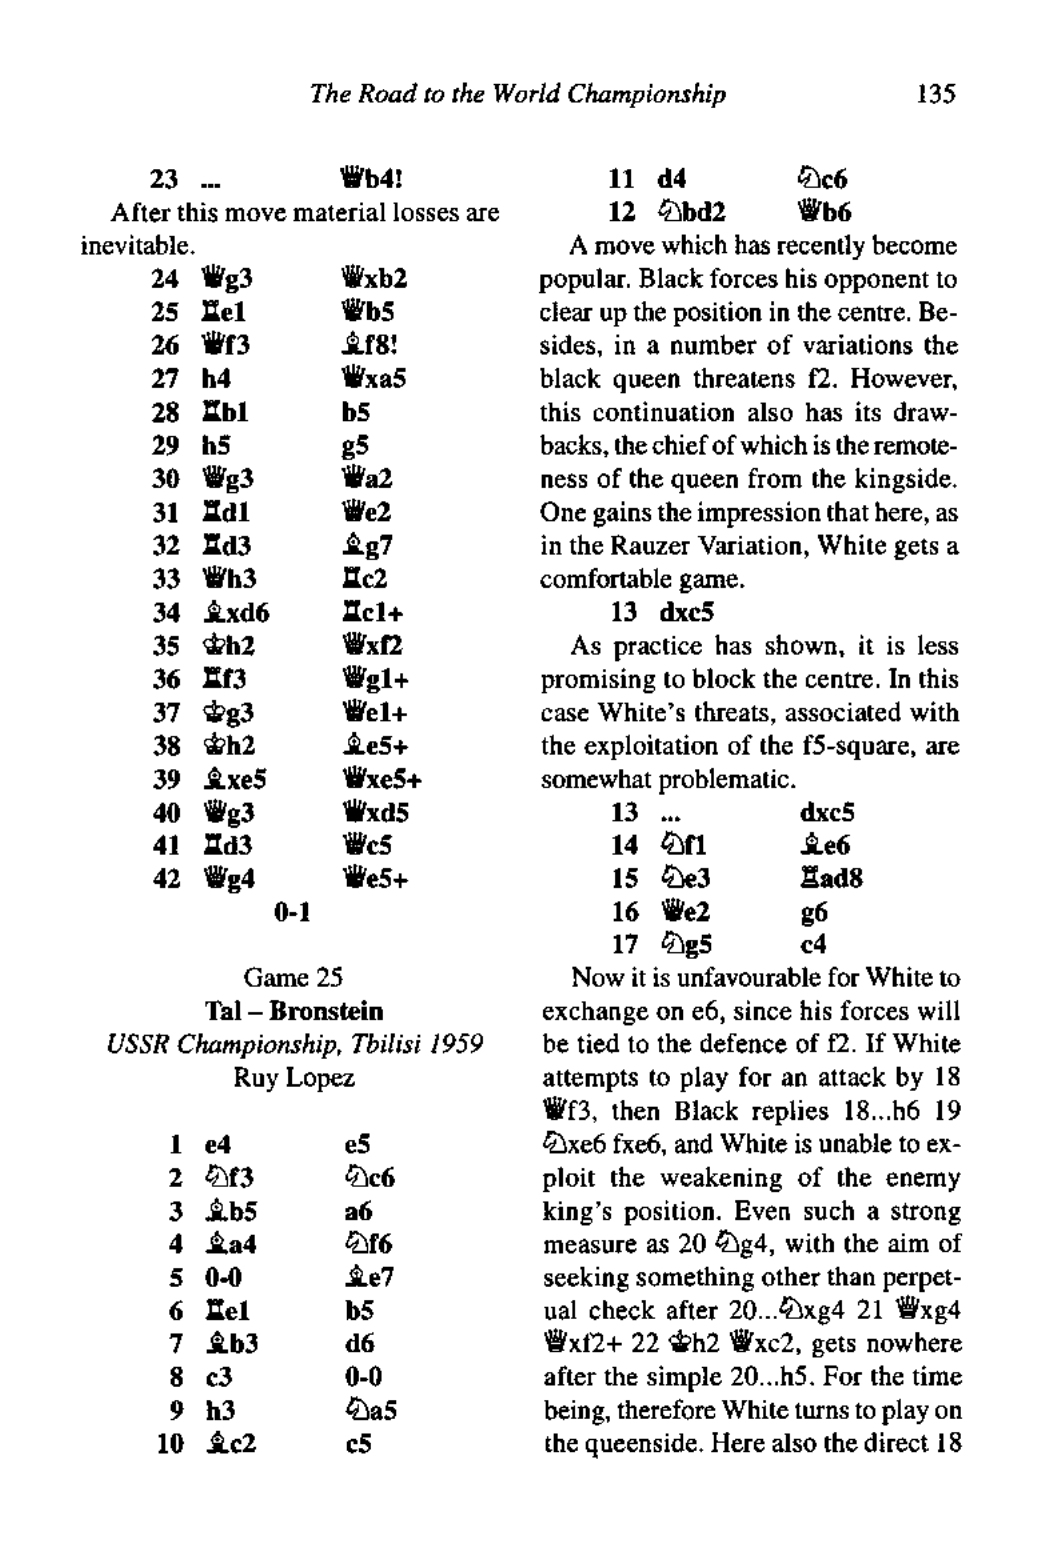 The Road to the World Championship 135
23 ... ♛b4!
After this move material losses are
inevitable.
24 ♛g3 ♛xb2
25 ♜e1 ♛b5
26 ♛f3 ♝f8!
27 h4 ♛xa5
28 ♜b1 b5
29 h5 g5
30 ♛g3 ♛a2
31 ♜d1 ♛e2
32 ♜d3 ♝g7
33 ♛h3 ♜c2
34 ♝xd6 ♜c1+
35 ♚h2 ♛xf2
36 ♜f3 ♛g1+
37 ♚g3 ♛e1+
38 ♚h2 ♝e5+
39 ♝xe5 ♛xe5+
40 ♛g3 ♛xd5
41 ♜d3 ♛c5
42 ♛g4 ♛e5+
0-1
Game 25
Tal – Bronstein
USSR Championship, Tbilisi 1959
Ruy Lopez
1 e4 e5
2 ♞f3 ♞c6
3 ♝b5 a6
4 ♝a4 ♞f6
5 0-0 ♝e7
6 ♜e1 b5
7 ♝b3 d6
8 c3 0-0
9 h3 ♞a5
10 ♝c2 c5
11 d4 ♞c6
12 ♞bd2 ♛b6
A move which has recently become
popular. Black forces his opponent to
clear up the position in the centre. Be-
sides, in a number of variations the
black queen threatens f2. However,
this continuation also has its draw-
backs, the chief of which is the remote-
ness of the queen from the kingside.
One gains the impression that here, as
in the Rauzer Variation, White gets a
comfortable game.
13 dxc5
As practice has shown, it is less
promising to block the centre. In this
case White's threats, associated with
the exploitation of the f5-square, are
somewhat problematic.
13 ... dxc5
14 ♞f1 ♝e6
15 ♞e3 ♜ad8
16 ♛e2 g6
17 ♞g5 c4
Now it is unfavourable for White to
exchange on e6, since his forces will
be tied to the defence of f2. If White
attempts to play for an attack by 18
♛f3, then Black replies 18...h6 19
♞xe6 fxe6, and White is unable to ex-
ploit the weakening of the enemy
king's position. Even such a strong
measure as 20 ♞g4, with the aim of
seeking something other than perpet-
ual check after 20...♞xg4 21 ♛xg4
♛xf2+ 22 ♚h2 ♛xc2, gets nowhere
after the simple 20...h5. For the time
being, therefore White turns to play on
the queenside. Here also the direct 18